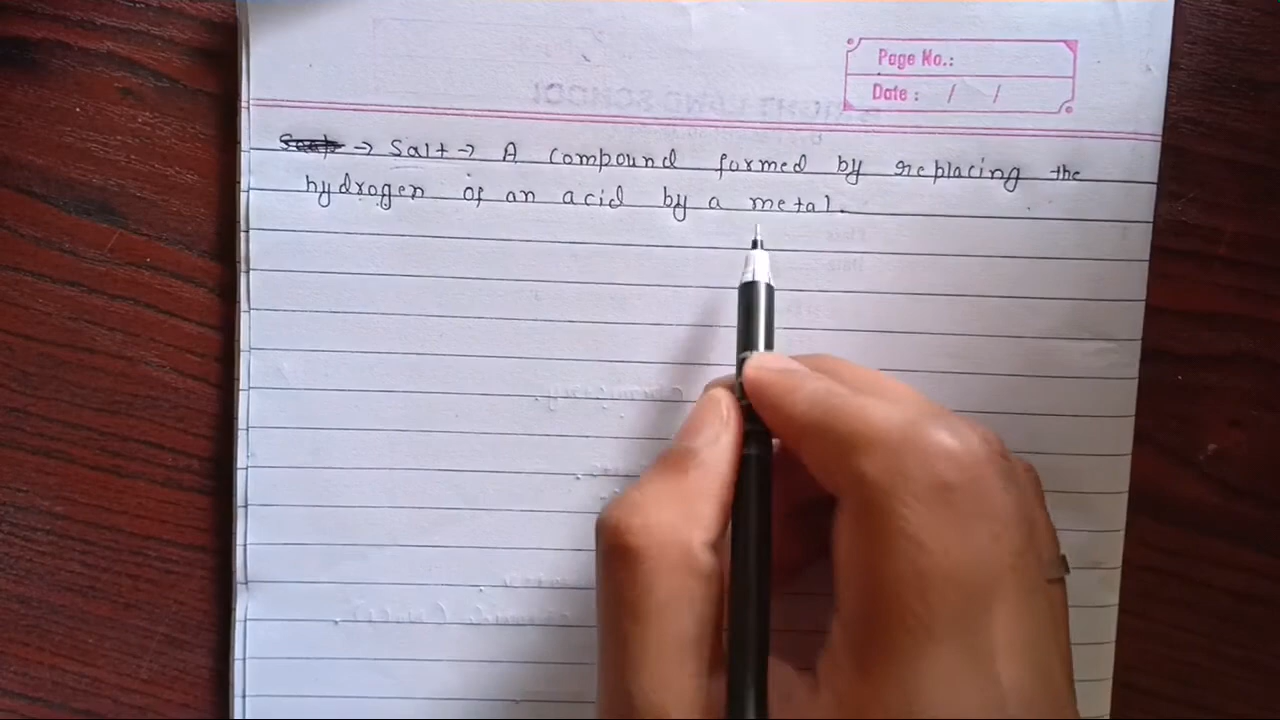 Page No.:
Date : / /
→ Salt → A compound formed by replacing the
hydrogen of an acid by a metal.